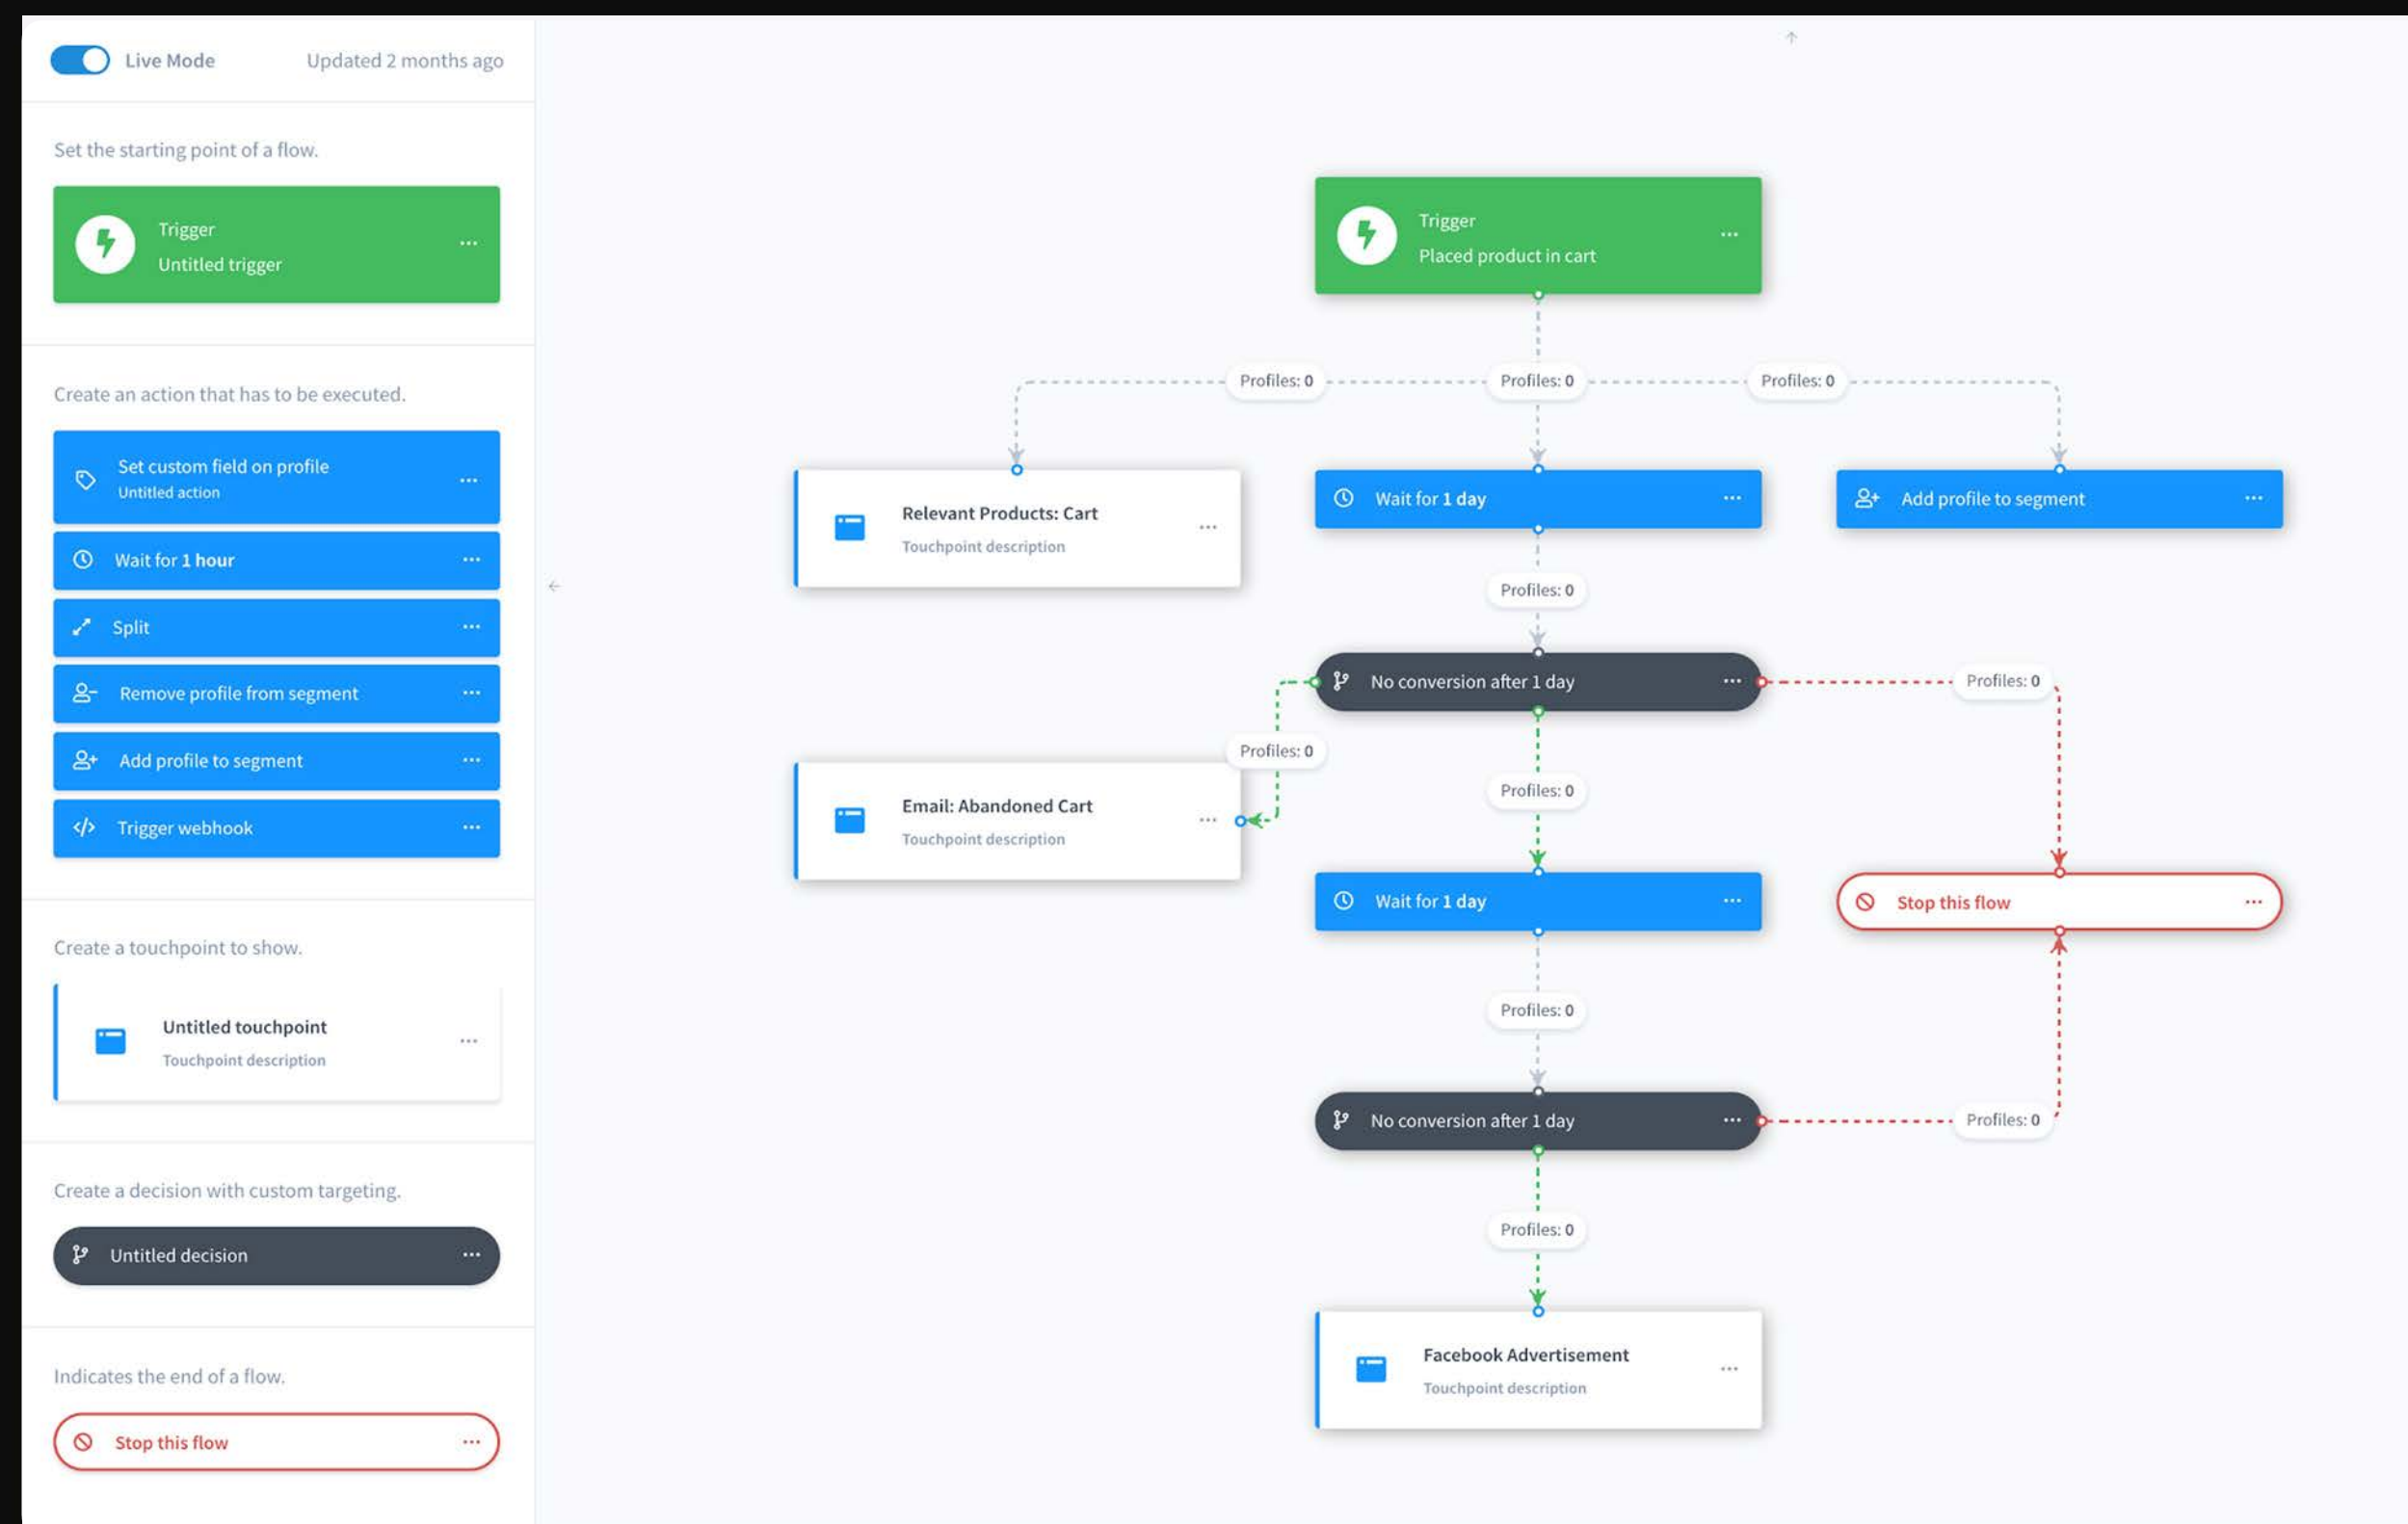 Live Mode
Updated 2 months ago
Set the starting point of a flow.
Trigger
Untitled trigger
Create an action that has to be executed.
Set custom field on profile
Untitled action
Wait for 1 hour
Split
Remove profile from segment
Add profile to segment
Trigger webhook
Create a touchpoint to show.
Untitled touchpoint
Touchpoint description
Create a decision with custom targeting.
Untitled decision
Indicates the end of a flow.
Stop this flow
Trigger
Placed product in cart
Profiles: 0
Profiles: 0
Profiles: 0
Relevant Products: Cart
Touchpoint description
Wait for 1 day
Add profile to segment
Profiles: 0
No conversion after 1 day
Profiles: 0
Profiles: 0
Profiles: 0
Email: Abandoned Cart
Touchpoint description
Wait for 1 day
Stop this flow
Profiles: 0
No conversion after 1 day
Profiles: 0
Profiles: 0
Facebook Advertisement
Touchpoint description